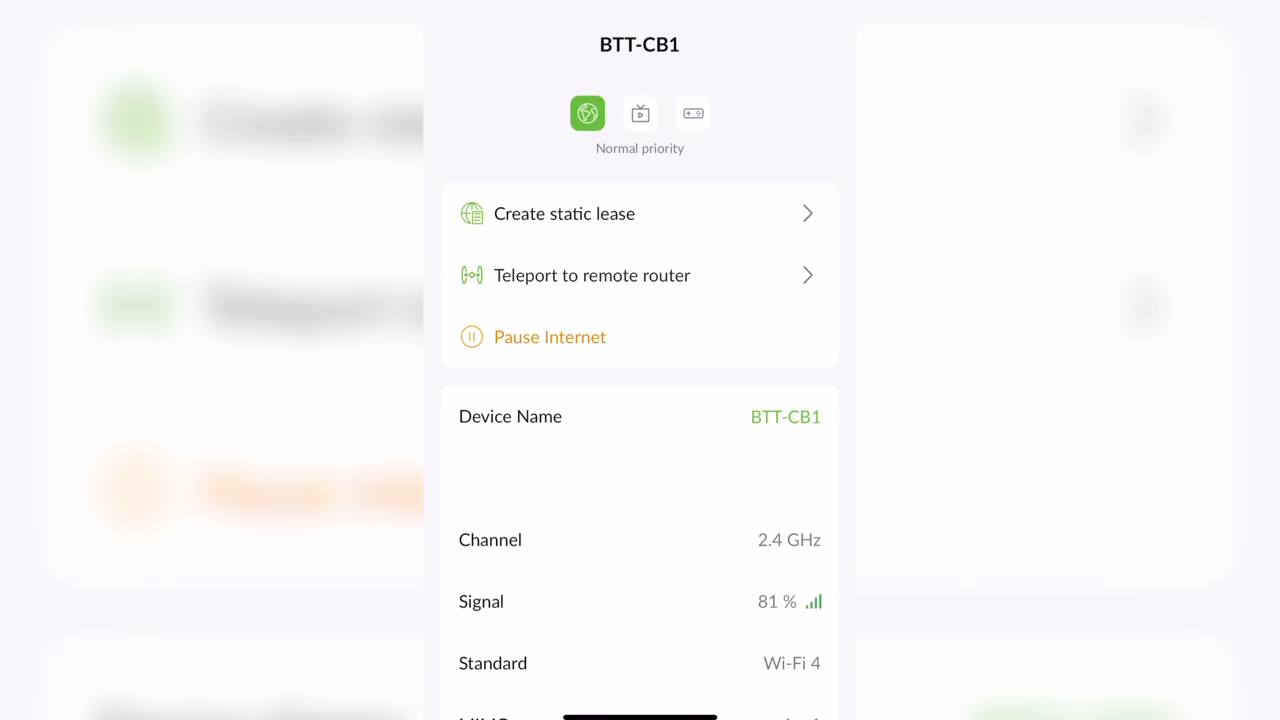 BTT-CB1
Normal priority
Create static lease
Teleport to remote router
Pause Internet
Device Name BTT-CB1
Channel 2.4 GHz
Signal 81 %
Standard Wi-Fi 4